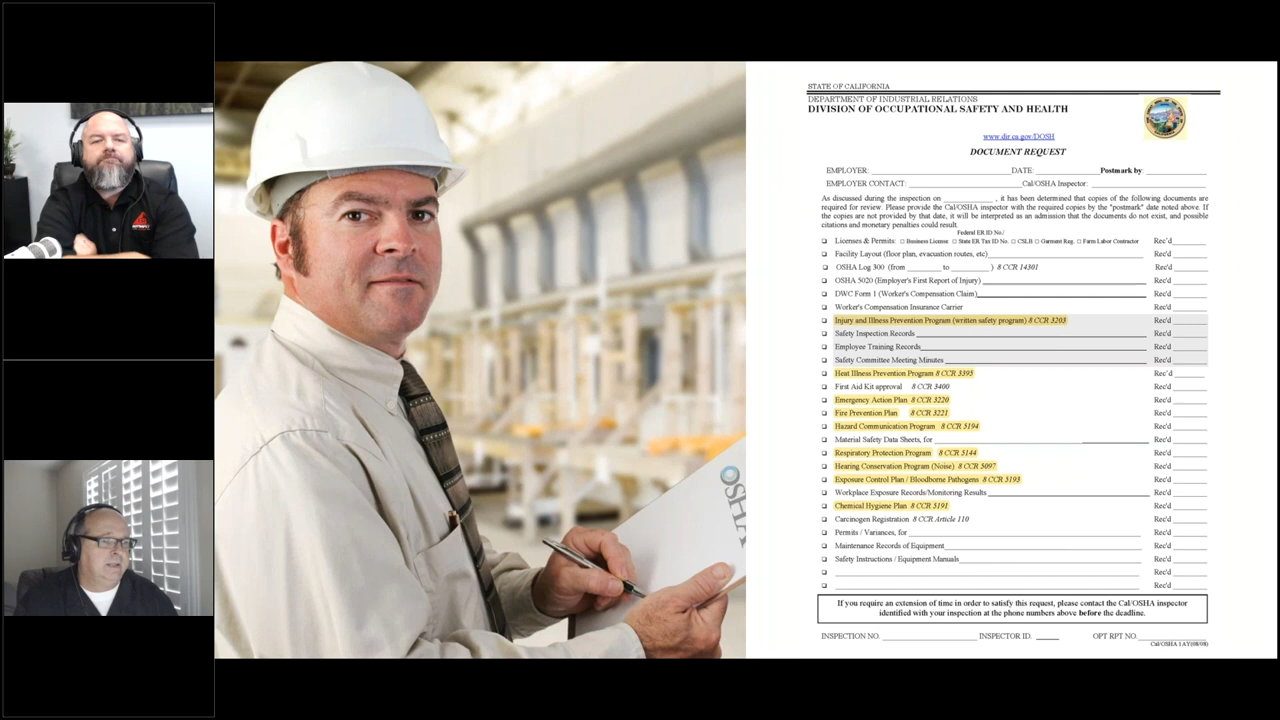 STATE OF CALIFORNIA
DEPARTMENT OF INDUSTRIAL RELATIONS
DIVISION OF OCCUPATIONAL SAFETY AND HEALTH
www.dir.ca.gov/DOSH
DOCUMENT REQUEST
EMPLOYER: DATE: Postmark by:
EMPLOYER CONTACT: Cal/OSHA Inspector:
As discussed during the inspection on , it has been determined that copies of the following documents are
required for review. Please provide the Cal/OSHA inspector with the required copies by the "postmark" date noted above. If
the copies are not provided by that date, it will be interpreted as an admission that the documents do not exist, and possible
citations and monetary penalties could result.
Federal ER ID No./
Licenses & Permits: Business License State ER Tax ID No. CSLB Garment Reg. Farm Labor Contractor Rec'd
Facility Layout (floor plan, evacuation routes, etc) Rec'd
OSHA Log 300 (from to ) 8 CCR 14301 Rec'd
OSHA 5020 (Employer's First Report of Injury) Rec'd
DWC Form 1 (Worker's Compensation Claim) Rec'd
Worker's Compensation Insurance Carrier Rec'd
Injury and Illness Prevention Program (written safety program) 8 CCR 3203 Rec'd
Safety Inspection Records Rec'd
Employee Training Records Rec'd
Safety Committee Meeting Minutes Rec'd
Heat Illness Prevention Program 8 CCR 3395 Rec'd
First Aid Kit approval 8 CCR 3400 Rec'd
Emergency Action Plan 8 CCR 3220 Rec'd
Fire Prevention Plan 8 CCR 3221 Rec'd
Hazard Communication Program 8 CCR 5194 Rec'd
Material Safety Data Sheets, for Rec'd
Respiratory Protection Program 8 CCR 5144 Rec'd
Hearing Conservation Program (Noise) 8 CCR 5097 Rec'd
Exposure Control Plan / Bloodborne Pathogens 8 CCR 5193 Rec'd
Workplace Exposure Records/Monitoring Results Rec'd
Chemical Hygiene Plan 8 CCR 5191 Rec'd
Carcinogen Registration 8 CCR Article 110 Rec'd
Permits / Variances, for Rec'd
Maintenance Records of Equipment Rec'd
Safety Instructions / Equipment Manuals Rec'd
Rec'd
Rec'd
If you require an extension of time in order to satisfy this request, please contact the Cal/OSHA inspector
identified with your inspection at the phone numbers above before the deadline.
INSPECTION NO. INSPECTOR ID. OPT RPT NO.
Cal/OSHA 1AY(08/08)
OSHA